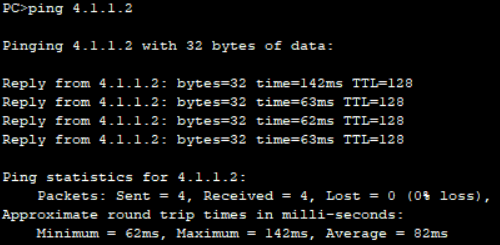 PC>ping 4.1.1.2
Pinging 4.1.1.2 with 32 bytes of data:
Reply from 4.1.1.2: bytes=32 time=142ms TTL=128
Reply from 4.1.1.2: bytes=32 time=63ms TTL=128
Reply from 4.1.1.2: bytes=32 time=62ms TTL=128
Reply from 4.1.1.2: bytes=32 time=63ms TTL=128
Ping statistics for 4.1.1.2:
Packets: Sent = 4, Received = 4, Lost = 0 (0% loss),
Approximate round trip times in milli-seconds:
Minimum = 62ms, Maximum = 142ms, Average = 82ms